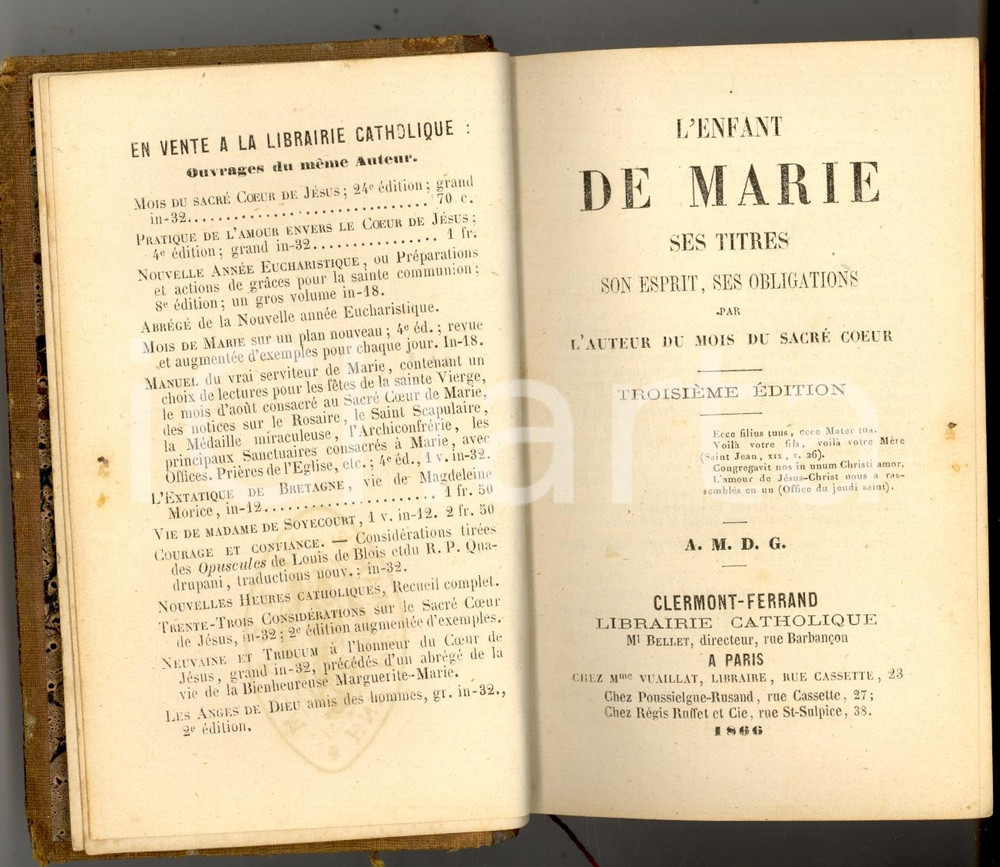 EN VENTE A LA LIBRAIRIE CATHOLIQUE :
Ouvrages du même Auteur.
MOIS DU SACRÉ COEUR DE JÉSUS ; 24e édition ; grand
in-32........................................ 70 c.
PRATIQUE DE L'AMOUR ENVERS LE COEUR DE JÉSUS ;
4e édition ; grand in-32................ 1 fr.
NOUVELLE ANNÉE EUCHARISTIQUE, ou Préparations
et actions de grâces pour la sainte communion ;
8e édition ; un gros volume in-18.
ABRÉGÉ de la Nouvelle année Eucharistique.
MOIS DE MARIE sur un plan nouveau ; 4e éd. ; revue
et augmentée d'exemples pour chaque jour. In-18.
MANUEL du vrai serviteur de Marie, contenant un
choix de lectures pour les fêtes de la sainte Vierge,
le mois d'août consacré au Sacré Cœur de Marie,
des notices sur le Rosaire, le Saint Scapulaire,
la Médaille miraculeuse, l'Archiconfrérie, les
principaux Sanctuaires consacrés à Marie, avec
Offices. Prières de l'Eglise, etc. ; 4e éd., 1 v. in-32.
L'EXTATIQUE DE BRETAGNE, vie de Magdeleine
Morice, in-12........................ 1 fr. 50
VIE DE MADAME DE SOYECOURT, 1 v. in-12. 2 fr. 50
COURAGE ET CONFIANCE. — Considérations tirées
des Opuscules de Louis de Blois etdu R. P. Qua-
drupani, traductions nouv. ; in-32.
NOUVELLES HEURES CATHOLIQUES, Recueil complet.
TRENTE-TROIS CONSIDÉRATIONS sur le Sacré Cœur
de Jésus, in-32 ; 2e édition augmentée d'exemples.
NEUVAINE ET TRIDUUM à l'honneur du Cœur de
Jésus, grand in-32, précédés d'un abrégé de la
vie de la Bienheureuse Marguerite-Marie.
LES ANGES DE DIEU amis des hommes, gr. in-32.,
2e édition.
L'ENFANT
DE MARIE
SES TITRES
SON ESPRIT, SES OBLIGATIONS
PAR
L'AUTEUR DU MOIS DU SACRÉ COEUR
TROISIÈME ÉDITION
Ecce filius tuus, ecce Mater tua.
Voilà votre fils, voilà votre Mère
(Saint Jean, XIX, v. 26).
Congregavit nos in unum Christi amor.
L'amour de Jésus-Christ nous a ras-
semblés en un (Office du jeudi saint).
A. M. D. G.
CLERMONT-FERRAND
LIBRAIRIE CATHOLIQUE
Ml BELLET, directeur, rue Barbançon
A PARIS
CHEZ Mme VUAILLAT, LIBRAIRE, RUE CASSETTE, 23
Chez Poussielgue-Rusand, rue Cassette, 27 ;
Chez Régis Ruffet et Cie, rue St-Sulpice, 38.
1866